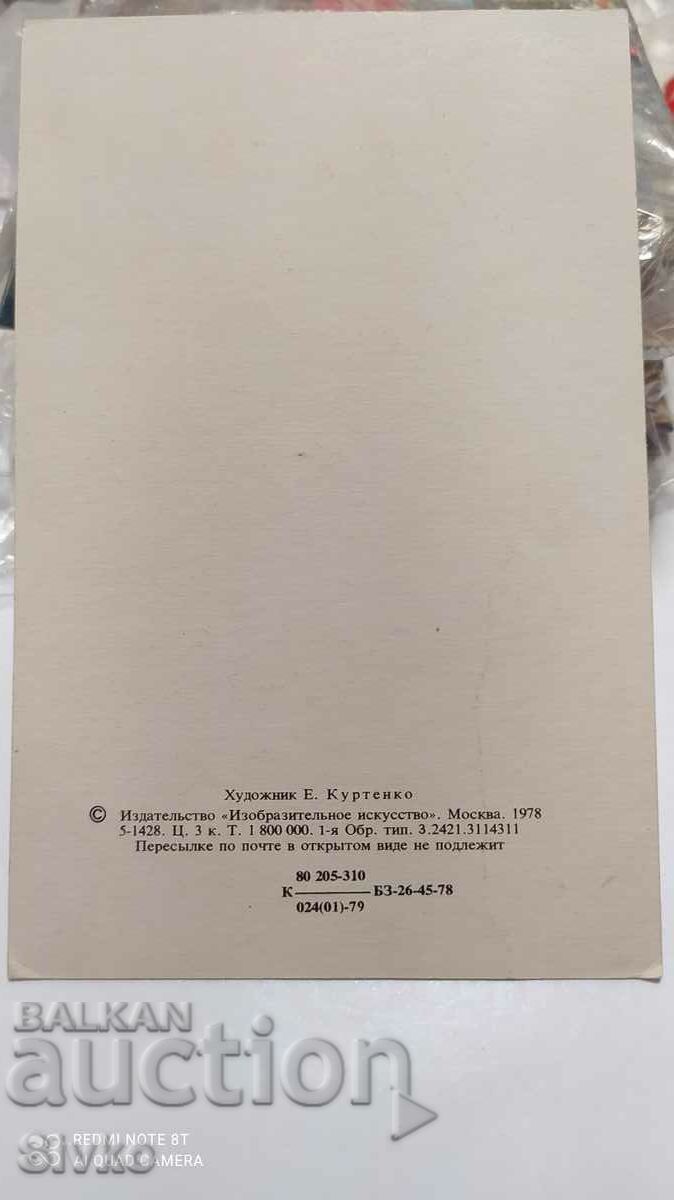 Художник Е. Куртенко
© Издательство «Изобразительное искусство». Москва. 1978
5-1428. Ц. 3 к. Т. 1 800 000. 1-я Обр. тип. З.2421.3114311
Пересылке по почте в открытом виде не подлежит
80 205-310
К———БЗ-26-45-78
024(01)-79
BALKAN
auction
REDMI NOTE 8T
AI QUAD CAMERA
Sivko